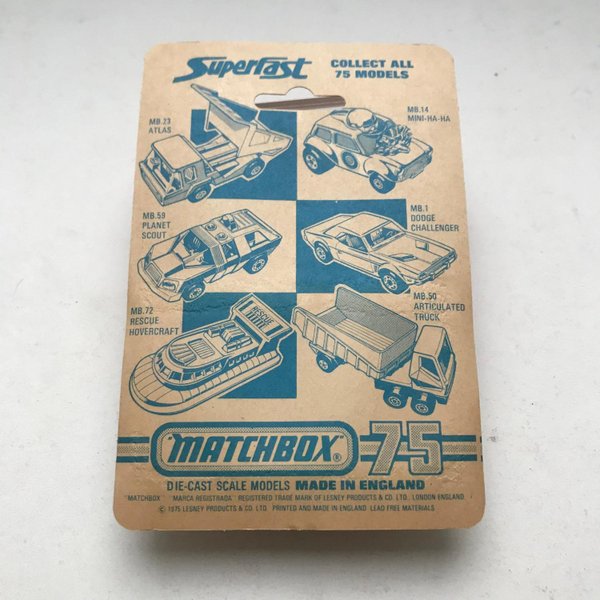 Superfast
COLLECT ALL
75 MODELS
MB.23
ATLAS
MB.14
MINI-HA-HA
MB.59
PLANET
SCOUT
MB.1
DODGE
CHALLENGER
MB.72
RESCUE
HOVERCRAFT
RESCUE
MB.50
ARTICULATED
TRUCK
"MATCHBOX"® 75
DIE-CAST SCALE MODELS MADE IN ENGLAND
"MATCHBOX" MARCA REGISTRADA REGISTERED TRADE MARK OF LESNEY PRODUCTS & CO. LTD. LONDON ENGLAND.
© 1975 LESNEY PRODUCTS & CO. LTD. PRINTED AND MADE IN ENGLAND LEAD FREE MATERIALS